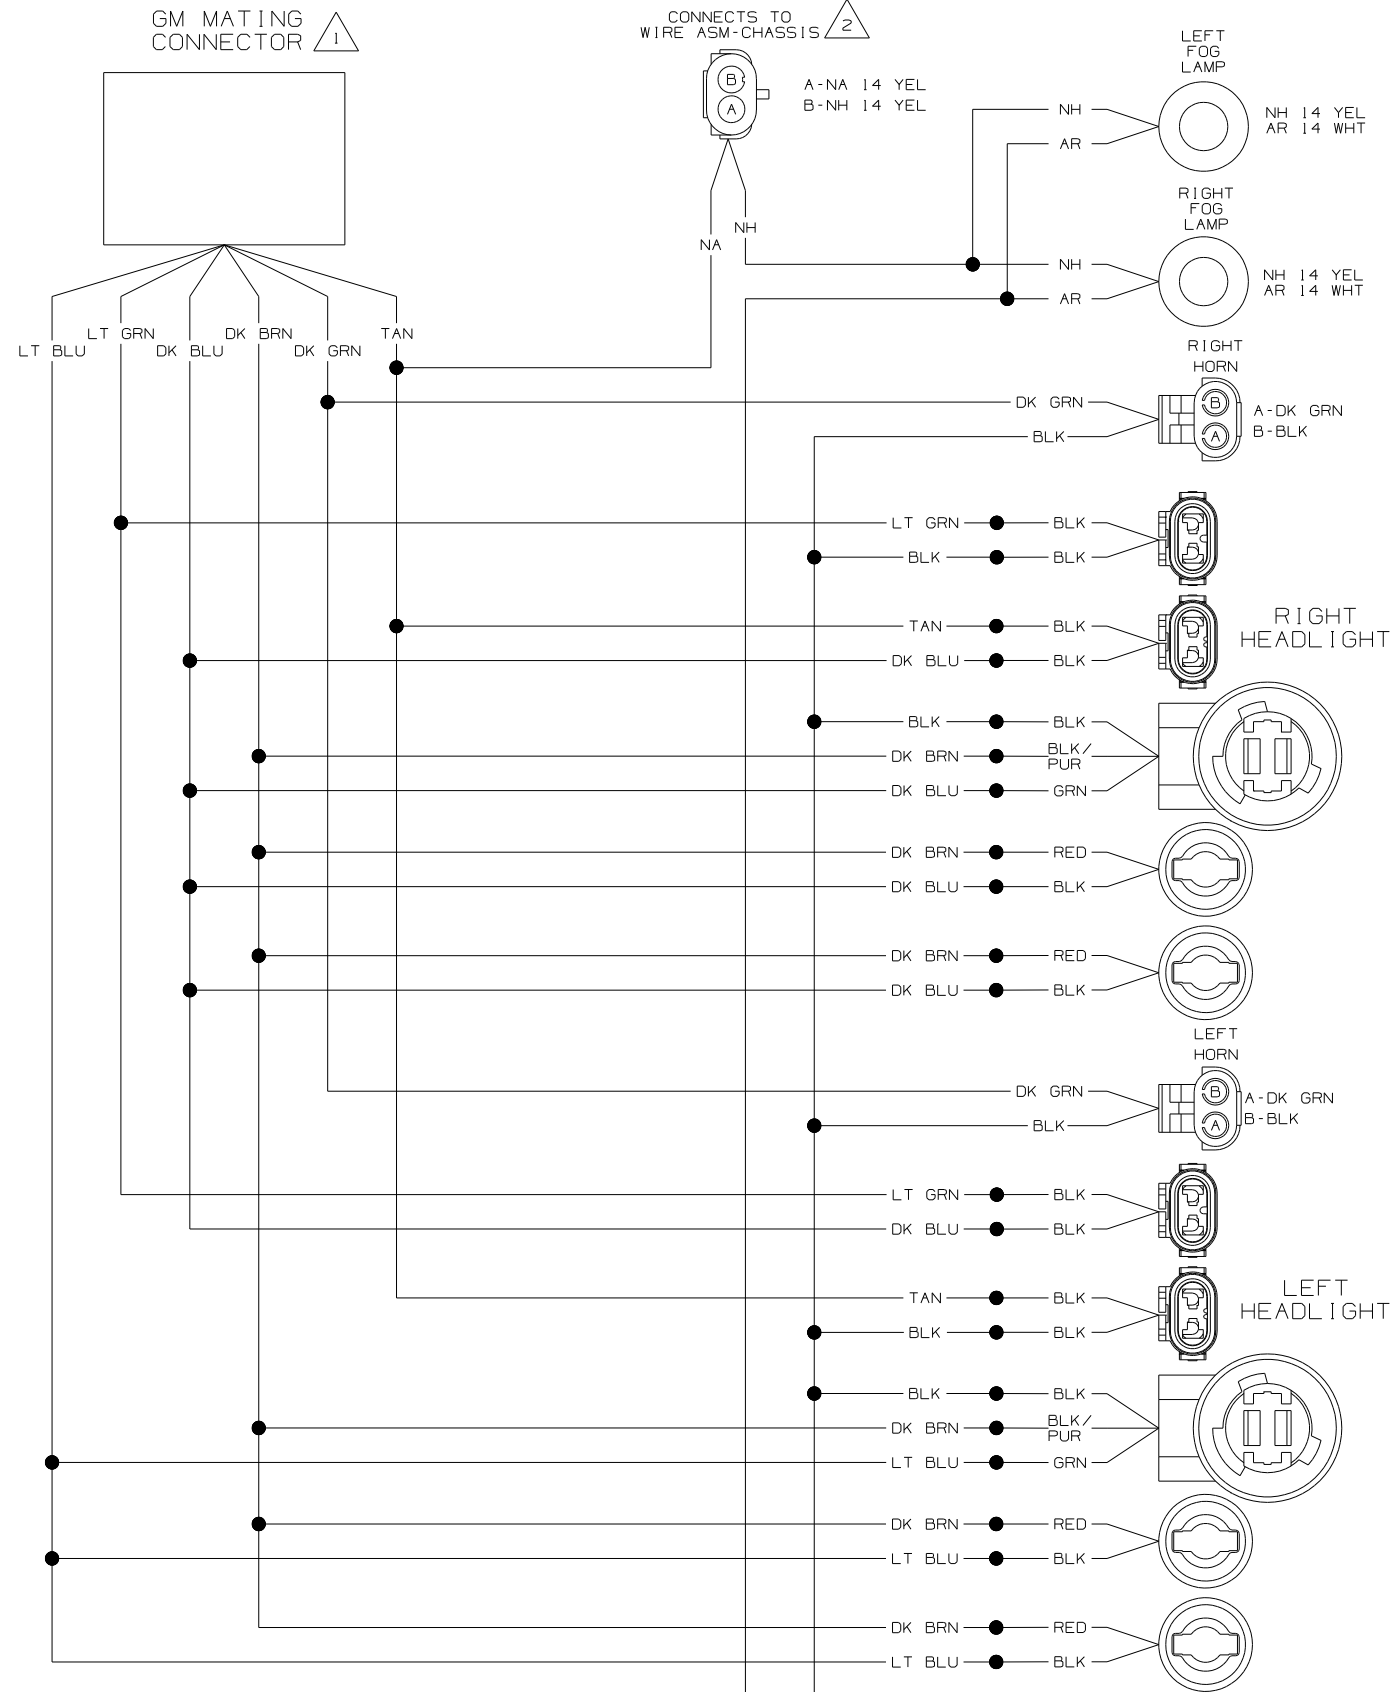 GM MATING
CONNECTOR
1
CONNECTS TO
WIRE ASM-CHASSIS
2
B
A
A-NA 14 YEL
B-NH 14 YEL
LEFT
FOG
LAMP
NH
AR
NH 14 YEL
AR 14 WHT
RIGHT
FOG
LAMP
NH
NA
NH
AR
NH 14 YEL
AR 14 WHT
LT BLU
LT GRN
DK BLU
DK BRN
DK GRN
TAN
RIGHT
HORN
DK GRN
BLK
B
A
A-DK GRN
B-BLK
LT GRN BLK
BLK BLK
TAN BLK
DK BLU BLK
RIGHT
HEADLIGHT
BLK BLK
DK BRN BLK/
PUR
DK BLU GRN
DK BRN RED
DK BLU BLK
DK BRN RED
DK BLU BLK
LEFT
HORN
DK GRN
BLK
B
A
A-DK GRN
B-BLK
LT GRN BLK
DK BLU BLK
TAN BLK
BLK BLK
LEFT
HEADLIGHT
BLK BLK
DK BRN BLK/
PUR
LT BLU GRN
DK BRN RED
LT BLU BLK
DK BRN RED
LT BLU BLK